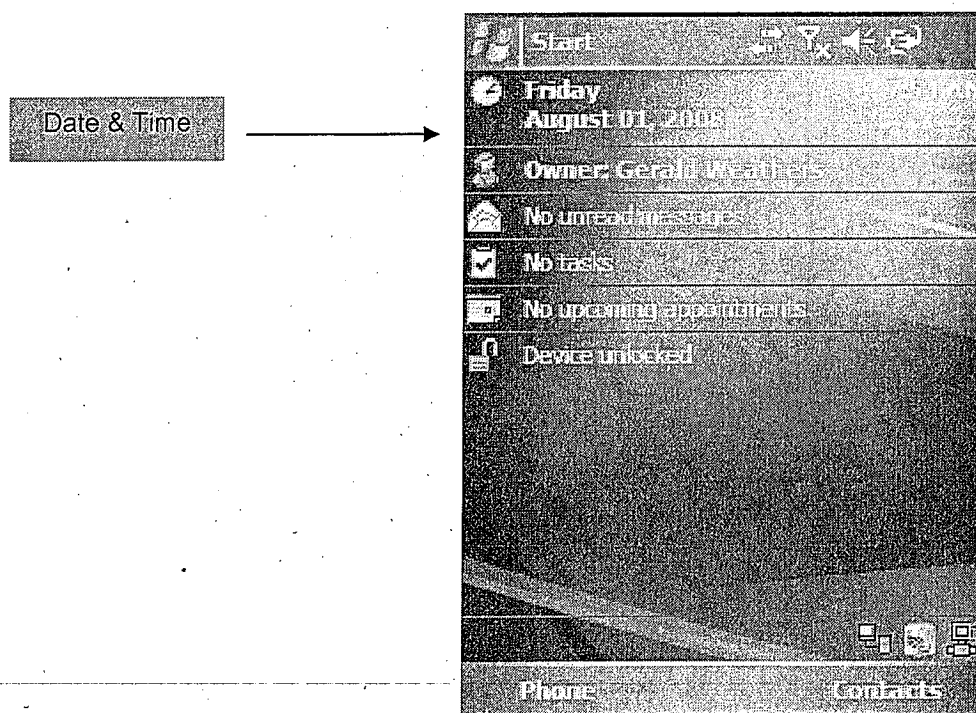 Start
Date & Time
Friday
August 01, 2008
Owner: Gerald Weathers
No unread messages
No tasks
No upcoming appointments
Device unlocked
Phone
Contacts